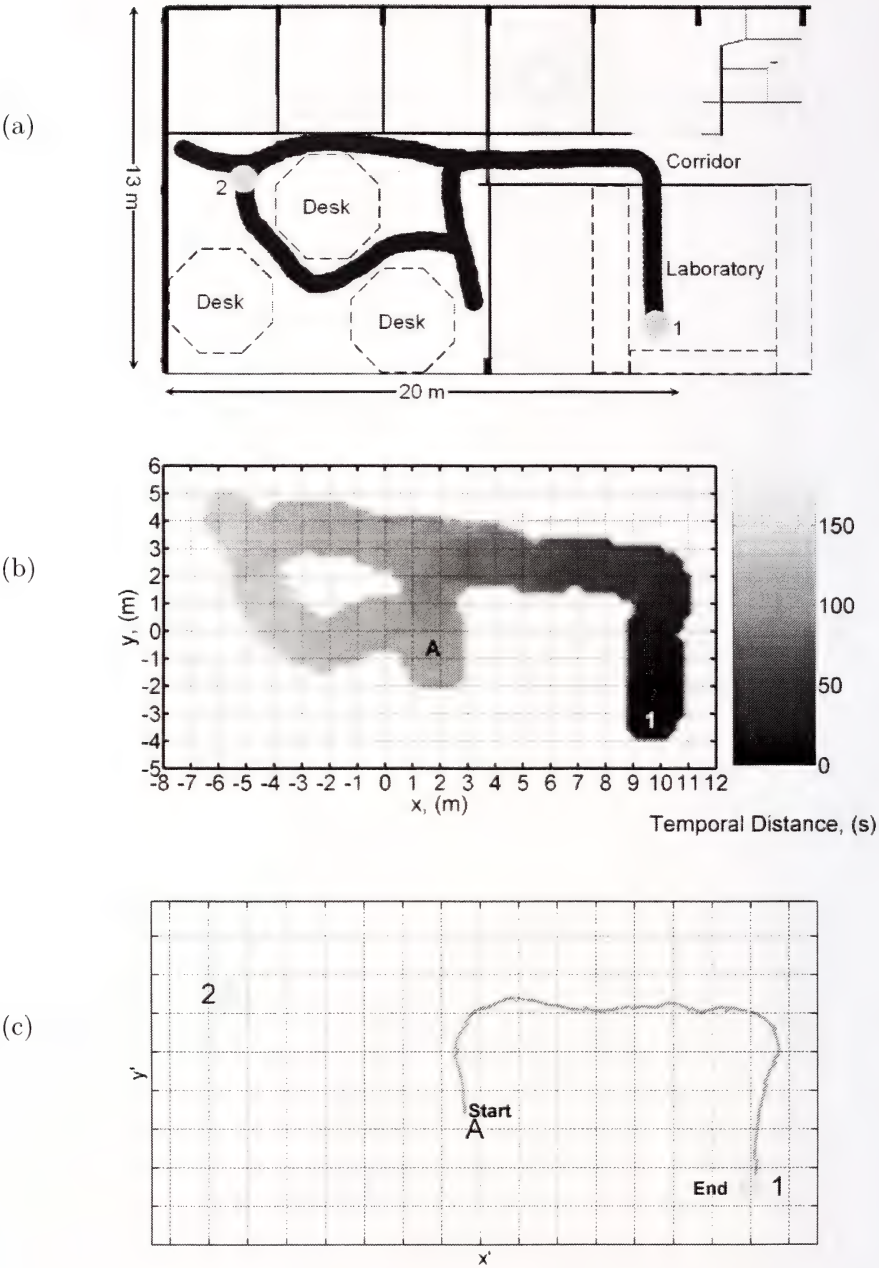 (a)
13 m
Corridor
2
Desk
Desk
Laboratory
Desk
1
20 m
(b)
6
5
4
3
2
1
0
-1
-2
-3
-4
-5
y, (m)
A
1
-8 -7 -6 -5 -4 -3 -2 -1 0 1 2 3 4 5 6 7 8 9 10 11 12
x, (m)
150
100
50
0
Temporal Distance, (s)
(c)
2
y'
Start
A
End 1
x'